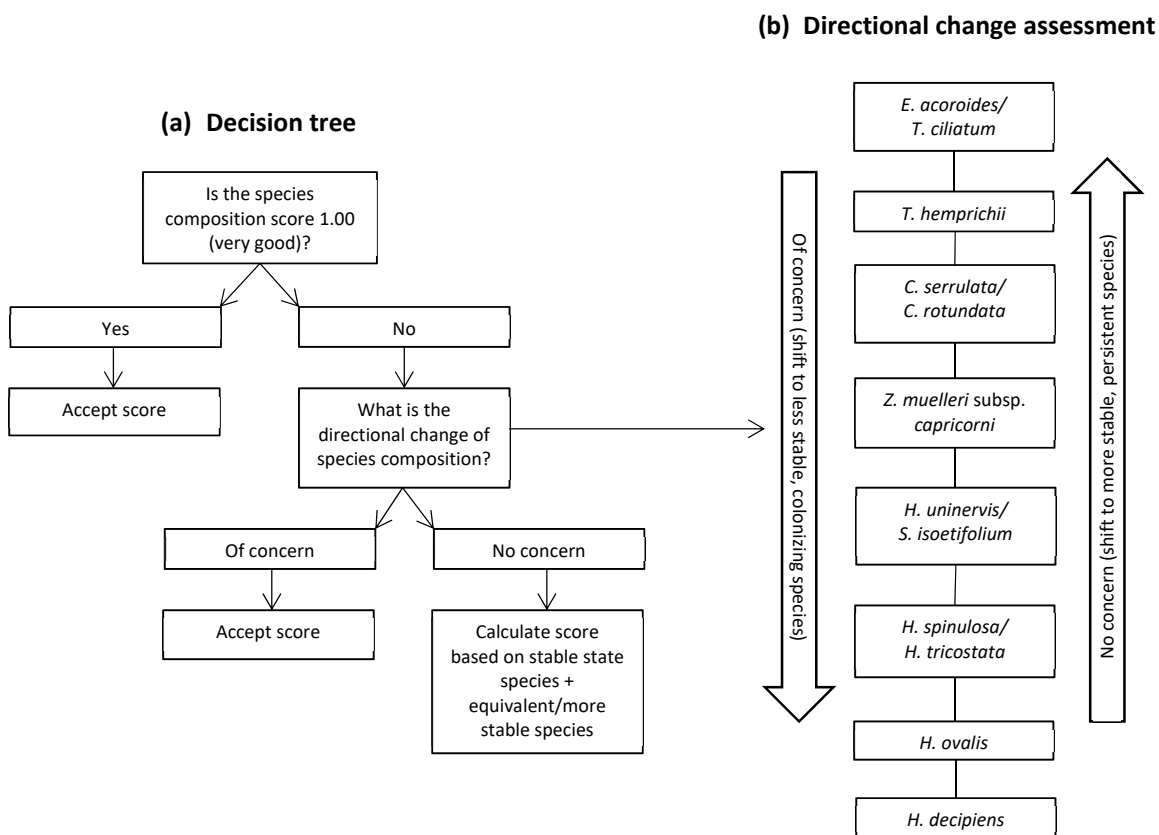 (b) Directional change assessment
(a) Decision tree
Is the species
composition score 1.00
(very good)?
Yes
No
Accept score
What is the
directional change of
species composition?
Of concern
No concern
Accept score
Calculate score
based on stable state
species +
equivalent/more
stable species
Of concern (shift to less stable, colonizing species)
E. acoroides/
T. ciliatum
T. hemprichii
C. serrulata/
C. rotundata
Z. muelleri subsp.
capricorni
H. uninervis/
S. isoetifolium
H. spinulosa/
H. tricostata
H. ovalis
H. decipiens
No concern (shift to more stable, persistent species)